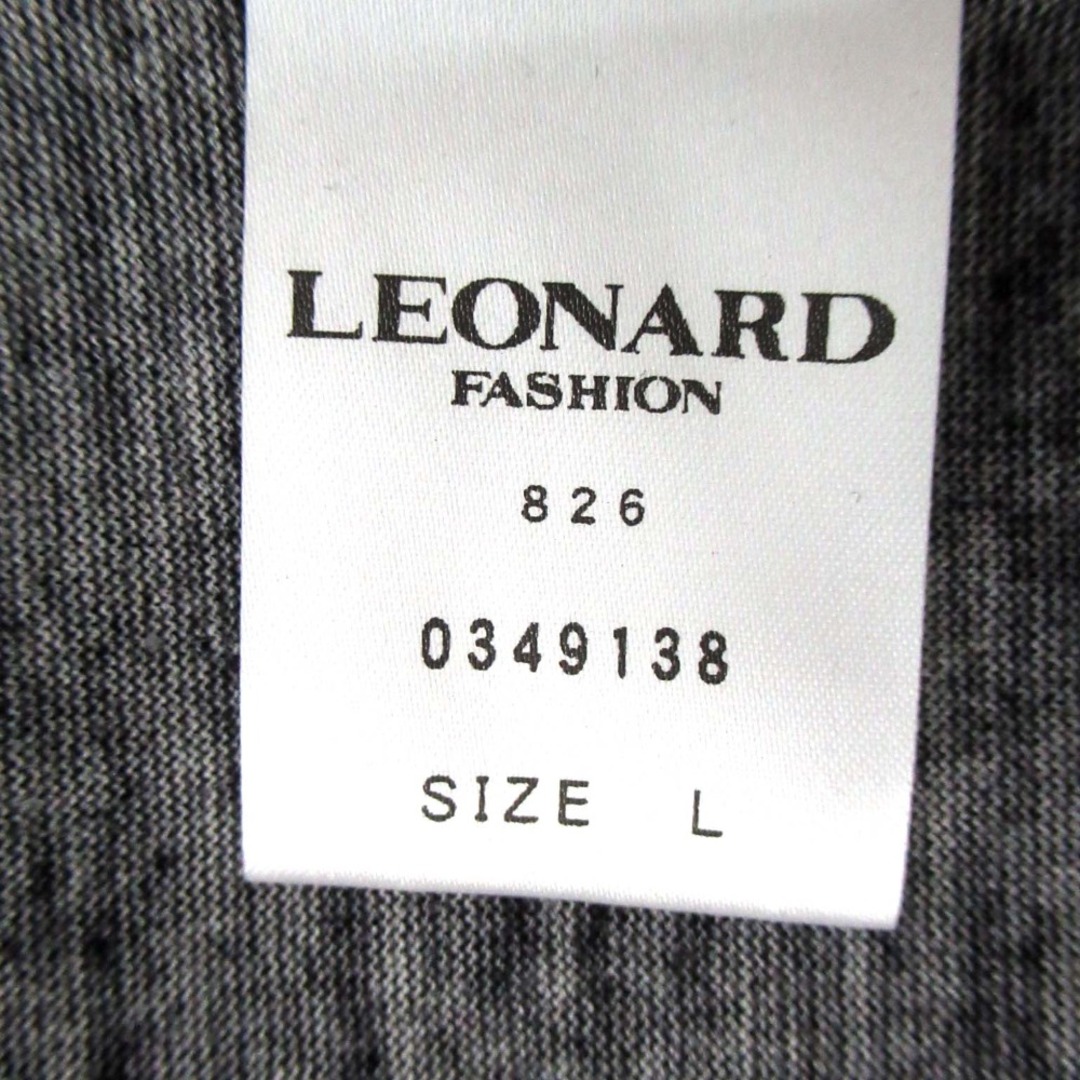 LEONARD
FASHION
826
0349138
SIZE L